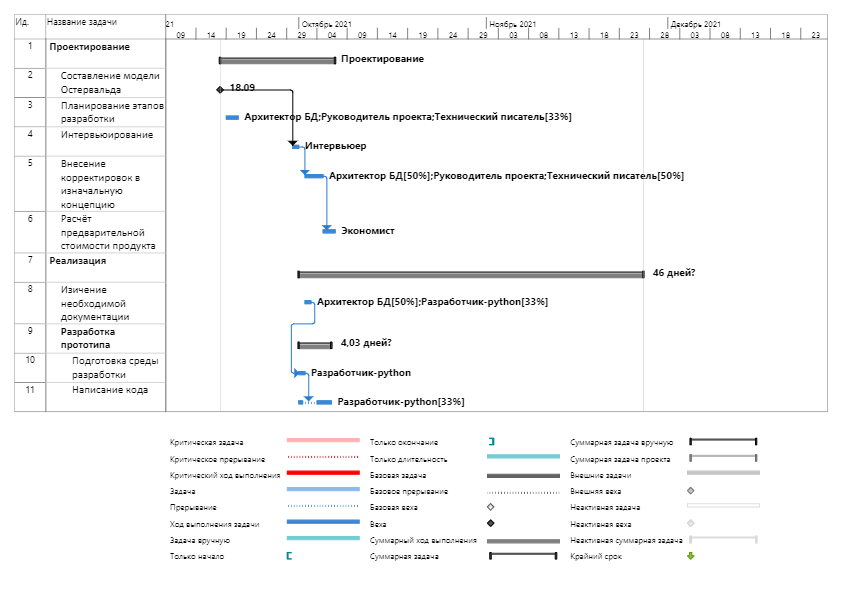 Ид. Название задачи 21 Октябрь 2021 Ноябрь 2021 Декабрь 2021
09 14 19 24 29 04 09 14 19 24 29 03 08 13 18 23 28 03 08 13 18 23
1 Проектирование
Проектирование
2 Составление модели
Остервальда
18.09
3 Планирование этапов
разработки
Архитектор БД;Руководитель проекта;Технический писатель[33%]
4 Интервьюирование
Интервьюер
5 Внесение
корректировок в
изначальную
концепцию
Архитектор БД[50%];Руководитель проекта;Технический писатель[50%]
6 Расчёт
предварительной
стоимости продукта
Экономист
7 Реализация
46 дней?
8 Изичение
необходимой
документации
Архитектор БД[50%];Разработчик-python[33%]
9 Разработка
прототипа
4,03 дней?
10 Подготовка среды
разработки
Разработчик-python
11 Написание кода
Разработчик-python[33%]
Критическая задача
Критическое прерывание
Критический ход выполнения
Задача
Прерывание
Ход выполнения задачи
Задача вручную
Только начало
Только окончание
Только длительность
Базовая задача
Базовое прерывание
Базовая веха
Веха
Суммарный ход выполнения
Суммарная задача
Суммарная задача вручную
Суммарная задача проекта
Внешние задачи
Внешняя веха
Неактивная задача
Неактивная веха
Неактивная суммарная задача
Крайний срок